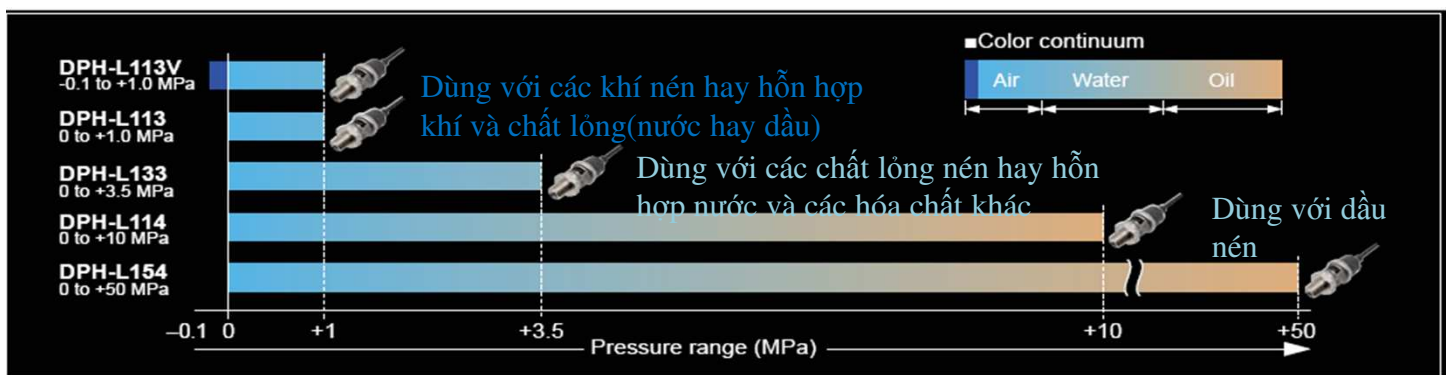 ■Color continuum
Air Water Oil
DPH-L113V
-0.1 to +1.0 MPa
DPH-L113
0 to +1.0 MPa
Dùng với các khí nén hay hỗn hợp
khí và chất lỏng(nước hay dầu)
DPH-L133
0 to +3.5 MPa
Dùng với các chất lỏng nén hay hỗn
hợp nước và các hóa chất khác
DPH-L114
0 to +10 MPa
Dùng với dầu
nén
DPH-L154
0 to +50 MPa
–0.1 0 +1 +3.5 +10 +50
Pressure range (MPa)